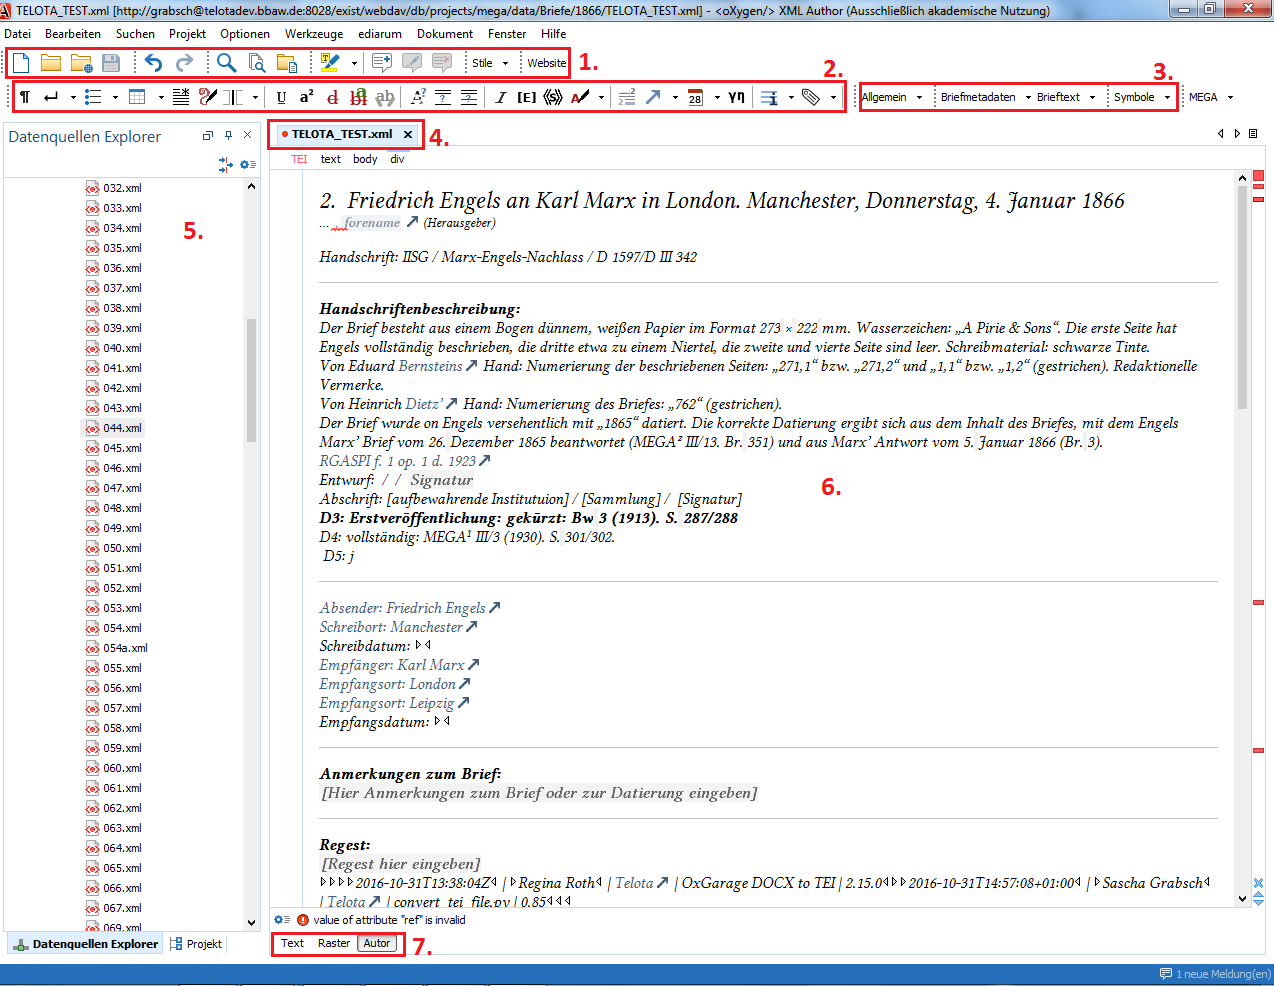 TELOTA_TEST.xml [http://grabsch@telotadev.bbaw.de:8028/exist/webdav/db/projects/mega/data/Briefe/1866/TELOTA_TEST.xml] - <oXygen/> XML Author (Ausschließlich akademische Nutzung)
Datei Bearbeiten Suchen Projekt Optionen Werkzeuge ediarum Dokument Fenster Hilfe
Stile Website 1.
2. 3.
Allgemein Briefmetadaten Brieftext Symbole MEGA
Datenquellen Explorer
TELOTA_TEST.xml 4.
TEI text body div
032.xml
033.xml
034.xml
5.
035.xml
036.xml
037.xml
038.xml
039.xml
040.xml
041.xml
042.xml
043.xml
044.xml
045.xml
046.xml
047.xml
048.xml
049.xml
050.xml
051.xml
052.xml
053.xml
054.xml
054a.xml
055.xml
056.xml
057.xml
058.xml
059.xml
060.xml
061.xml
062.xml
063.xml
064.xml
065.xml
066.xml
067.xml
069.xml
Datenquellen Explorer Projekt
2. Friedrich Engels an Karl Marx in London. Manchester, Donnerstag, 4. Januar 1866
... . forename (Herausgeber)
Handschrift: IISG / Marx-Engels-Nachlass / D 1597/D III 342
Handschriftenbeschreibung:
Der Brief besteht aus einem Bogen dünnem, weißen Papier im Format 273 × 222 mm. Wasserzeichen: „A Pirie & Sons“. Die erste Seite hat
Engels vollständig beschrieben, die dritte etwa zu einem Niertel, die zweite und vierte Seite sind leer. Schreibmaterial: schwarze Tinte.
Von Eduard Bernsteins Hand: Numerierung der beschriebenen Seiten: „271,1“ bzw. „271,2“ und „1,1“ bzw. „1,2“ (gestrichen). Redaktionelle
Vermerke.
Von Heinrich Dietz’ Hand: Numerierung des Briefes: „762“ (gestrichen).
Der Brief wurde on Engels versehentlich mit „1865“ datiert. Die korrekte Datierung ergibt sich aus dem Inhalt des Briefes, mit dem Engels
Marx’ Brief vom 26. Dezember 1865 beantwortet (MEGA² III/13. Br. 351) und aus Marx’ Antwort vom 5. Januar 1866 (Br. 3).
RGASPI f. 1 op. 1 d. 1923
Entwurf: / / Signatur
6.
Abschrift: [aufbewahrende Institutuion] / [Sammlung] / [Signatur]
D3: Erstveröffentlichung: gekürzt: Bw 3 (1913). S. 287/288
D4: vollständig: MEGA¹ III/3 (1930). S. 301/302.
D5: j
Absender: Friedrich Engels
Schreibort: Manchester
Schreibdatum:
Empfänger: Karl Marx
Empfangsort: London
Empfangsort: Leipzig
Empfangsdatum:
Anmerkungen zum Brief:
[Hier Anmerkungen zum Brief oder zur Datierung eingeben]
Regest:
[Regest hier eingeben]
2016-10-31T13:38:04Z | Regina Roth | Telota | OxGarage DOCX to TEI | 2.15.0 2016-10-31T14:57:08+01:00 | Sascha Grabsch
| Telota | convert_tei_file.py | 0.85
value of attribute "ref" is invalid
Text Raster Autor 7.
1 neue Meldung(en)